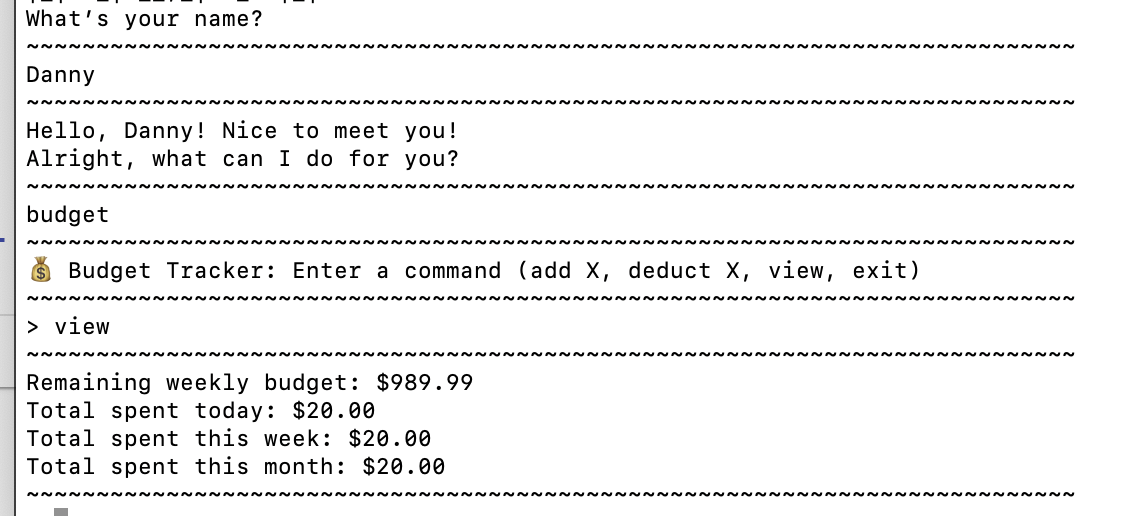 What's your name?
~~~~~~~~~~~~~~~~~~~~~~~~~~~~~~~~~~~~~~~~~~~~~~~~~~~~~~~~~~~~~~~~~~~~~~~~~~~
Danny
~~~~~~~~~~~~~~~~~~~~~~~~~~~~~~~~~~~~~~~~~~~~~~~~~~~~~~~~~~~~~~~~~~~~~~~~~~~
Hello, Danny! Nice to meet you!
Alright, what can I do for you?
~~~~~~~~~~~~~~~~~~~~~~~~~~~~~~~~~~~~~~~~~~~~~~~~~~~~~~~~~~~~~~~~~~~~~~~~~~~
budget
~~~~~~~~~~~~~~~~~~~~~~~~~~~~~~~~~~~~~~~~~~~~~~~~~~~~~~~~~~~~~~~~~~~~~~~~~~~
💰 Budget Tracker: Enter a command (add X, deduct X, view, exit)
~~~~~~~~~~~~~~~~~~~~~~~~~~~~~~~~~~~~~~~~~~~~~~~~~~~~~~~~~~~~~~~~~~~~~~~~~~~
> view
~~~~~~~~~~~~~~~~~~~~~~~~~~~~~~~~~~~~~~~~~~~~~~~~~~~~~~~~~~~~~~~~~~~~~~~~~~~
Remaining weekly budget: $989.99
Total spent today: $20.00
Total spent this week: $20.00
Total spent this month: $20.00
~~~~~~~~~~~~~~~~~~~~~~~~~~~~~~~~~~~~~~~~~~~~~~~~~~~~~~~~~~~~~~~~~~~~~~~~~~~